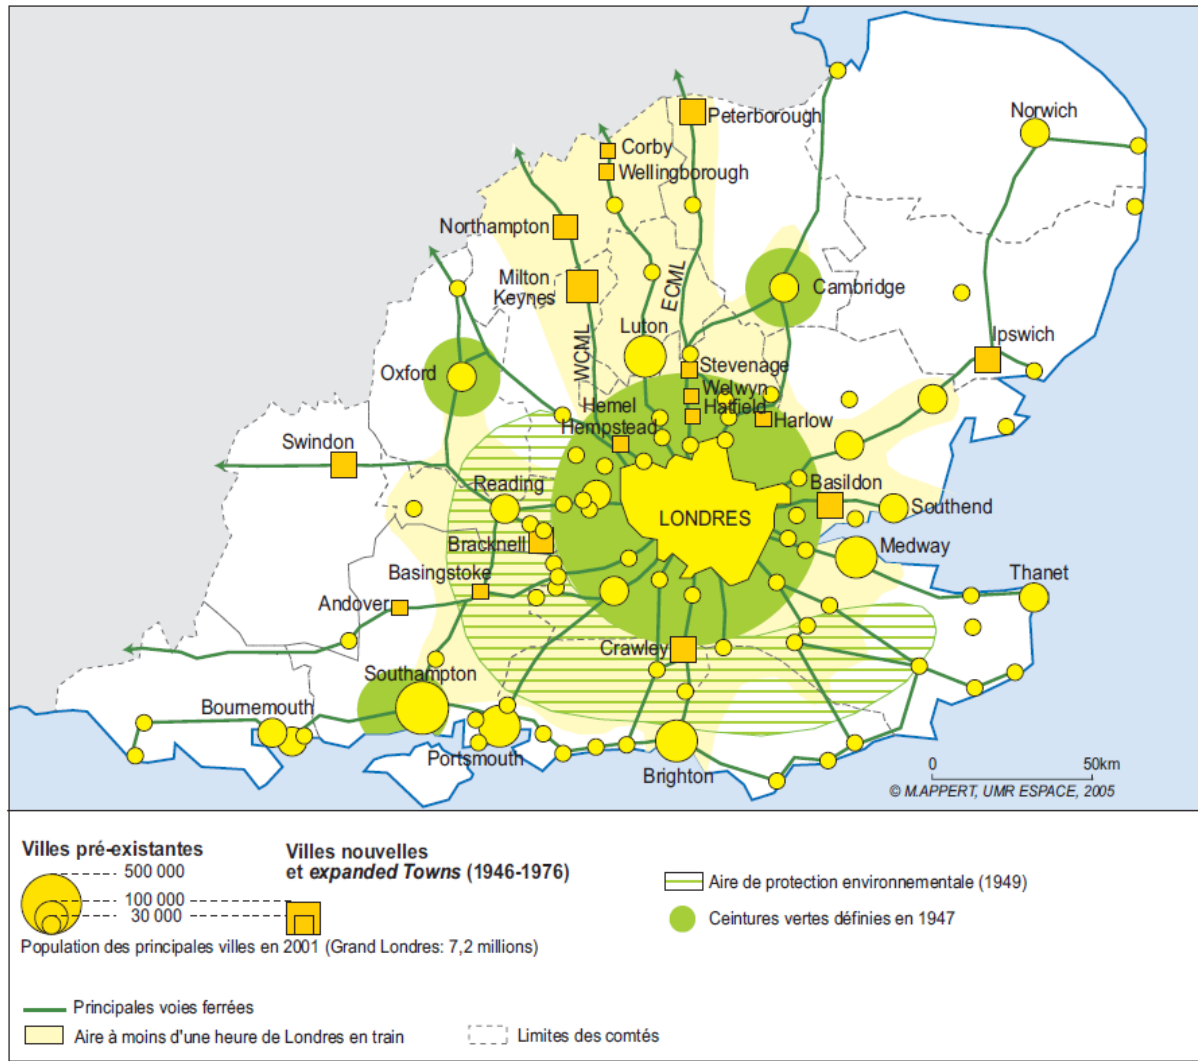 Peterborough
Norwich
Corby
Wellingborough
Northampton
Milton
Keynes
ECML
Cambridge
WCML
Luton
Ipswich
Oxford
Stevenage
Welwyn
Hatfield
Hemel
Hempstead
Harlow
Swindon
Reading
Basildon
LONDRES
Southend
Bracknell
Medway
Basingstoke
Thanet
Andover
Crawley
Southampton
Bournemouth
Portsmouth
Brighton
0 50km
© M.APPERT, UMR ESPACE, 2005
Villes pré-existantes
500 000
100 000
30 000
Villes nouvelles
et expanded Towns (1946-1976)
Population des principales villes en 2001 (Grand Londres: 7,2 millions)
Aire de protection environnementale (1949)
Ceintures vertes définies en 1947
Principales voies ferrées
Aire à moins d'une heure de Londres en train
Limites des comtés